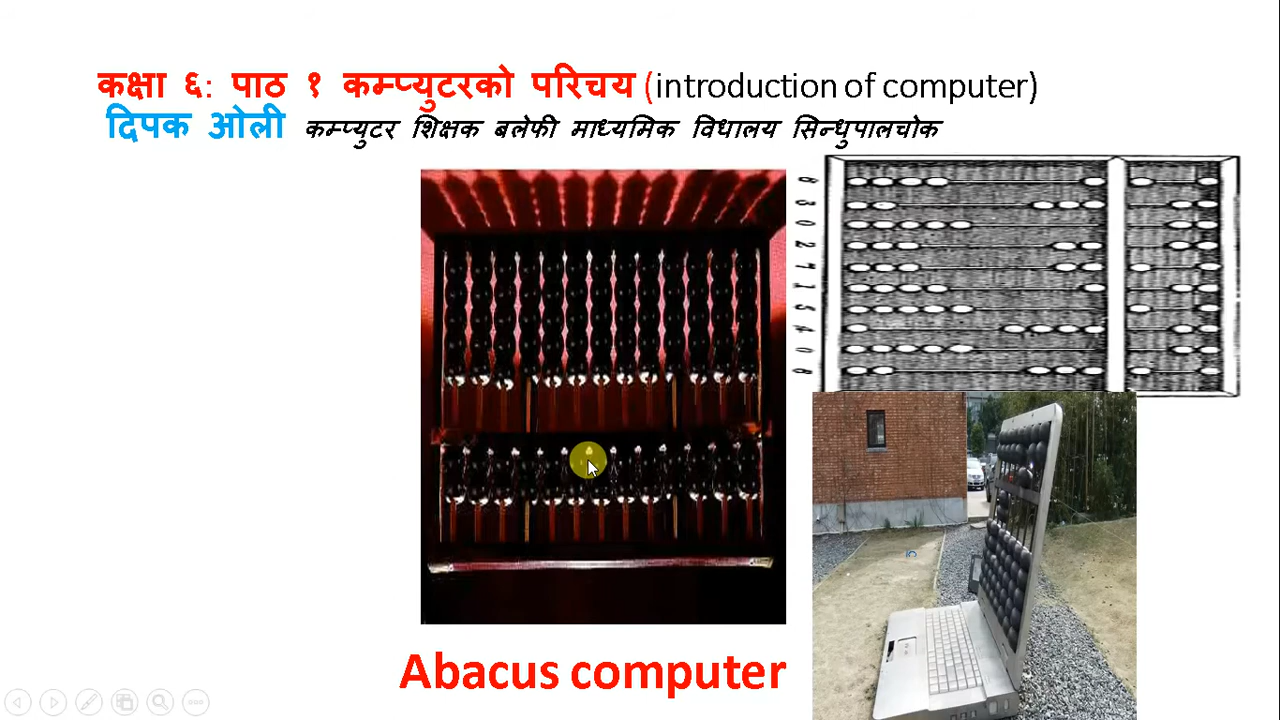 कक्षा ६: पाठ १ कम्प्युटरको परिचय (introduction of computer)
दिपक ओली कम्प्युटर शिक्षक बलेफी माध्यमिक विधालय सिन्धुपालचोक
Abacus computer